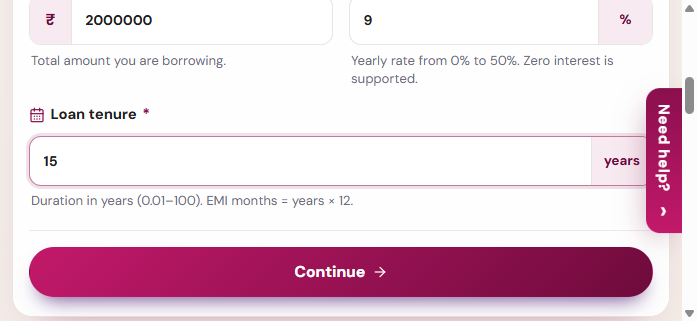 ₹ 2000000
9 %
Total amount you are borrowing.
Yearly rate from 0% to 50%. Zero interest is
supported.
Loan tenure *
15 years
Duration in years (0.01–100). EMI months = years × 12.
Continue →
Need help? ›